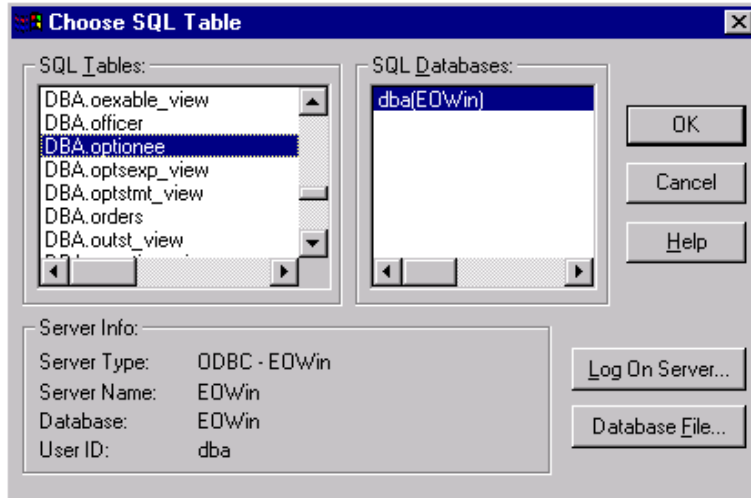 Choose SQL Table
SQL Tables:
DBA.oexable_view
DBA.officer
DBA.optionee
DBA.optsexp_view
DBA.optstmt_view
DBA.orders
DBA.outst_view
SQL Databases:
dba(EOWin)
OK
Cancel
Help
Server Info:
Server Type: ODBC - EOWin
Server Name: EOWin
Database: EOWin
User ID: dba
Log On Server...
Database File...